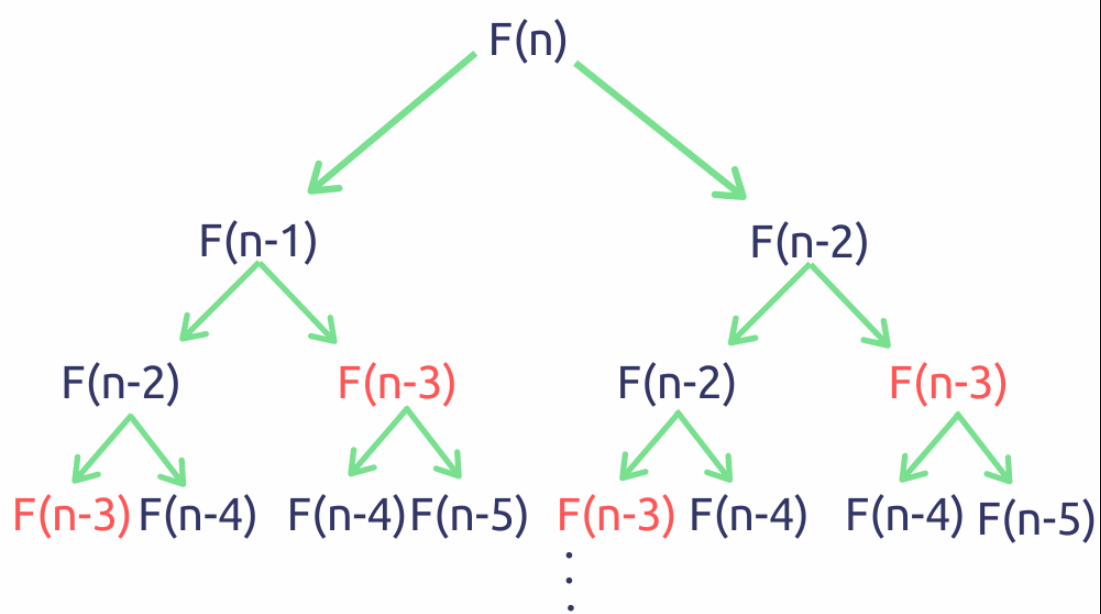 F(n)
F(n-1) F(n-2)
F(n-2) F(n-3) F(n-2) F(n-3)
F(n-3) F(n-4) F(n-4) F(n-5) F(n-3) F(n-4) F(n-4) F(n-5)